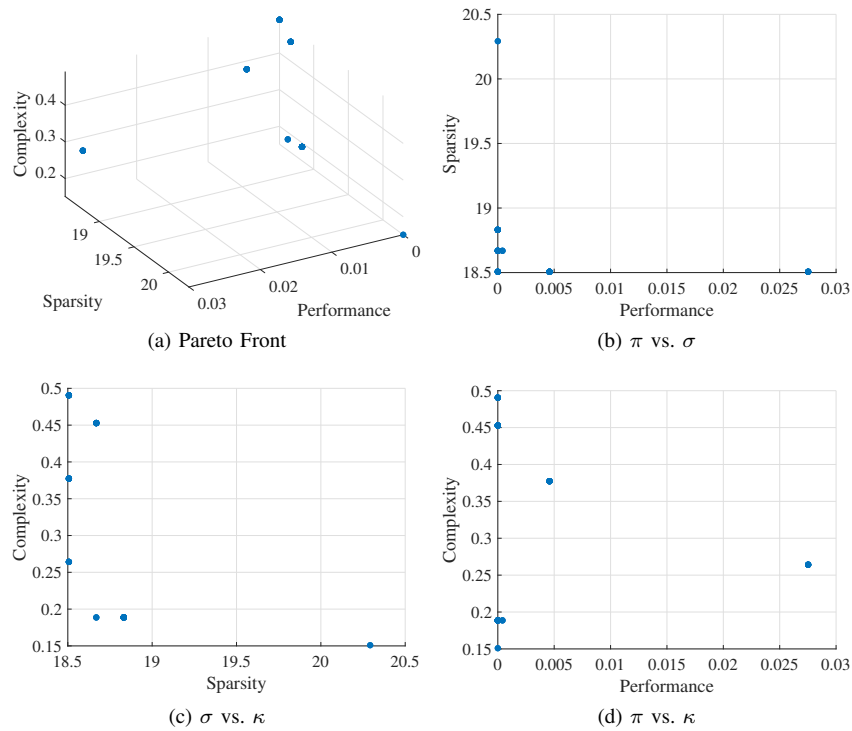 Complexity
0.4
0.3
0.2
19
19.5
20
Sparsity
0.03
0.02
0.01
0
Performance
(a) Pareto Front
20.5
20
19.5
19
18.5
Sparsity
0 0.005 0.01 0.015 0.02 0.025 0.03
Performance
(b) π vs. σ
0.5
0.45
0.4
0.35
0.3
0.25
0.2
0.15
Complexity
18.5 19 19.5 20 20.5
Sparsity
(c) σ vs. κ
0.5
0.45
0.4
0.35
0.3
0.25
0.2
0.15
Complexity
0 0.005 0.01 0.015 0.02 0.025 0.03
Performance
(d) π vs. κ